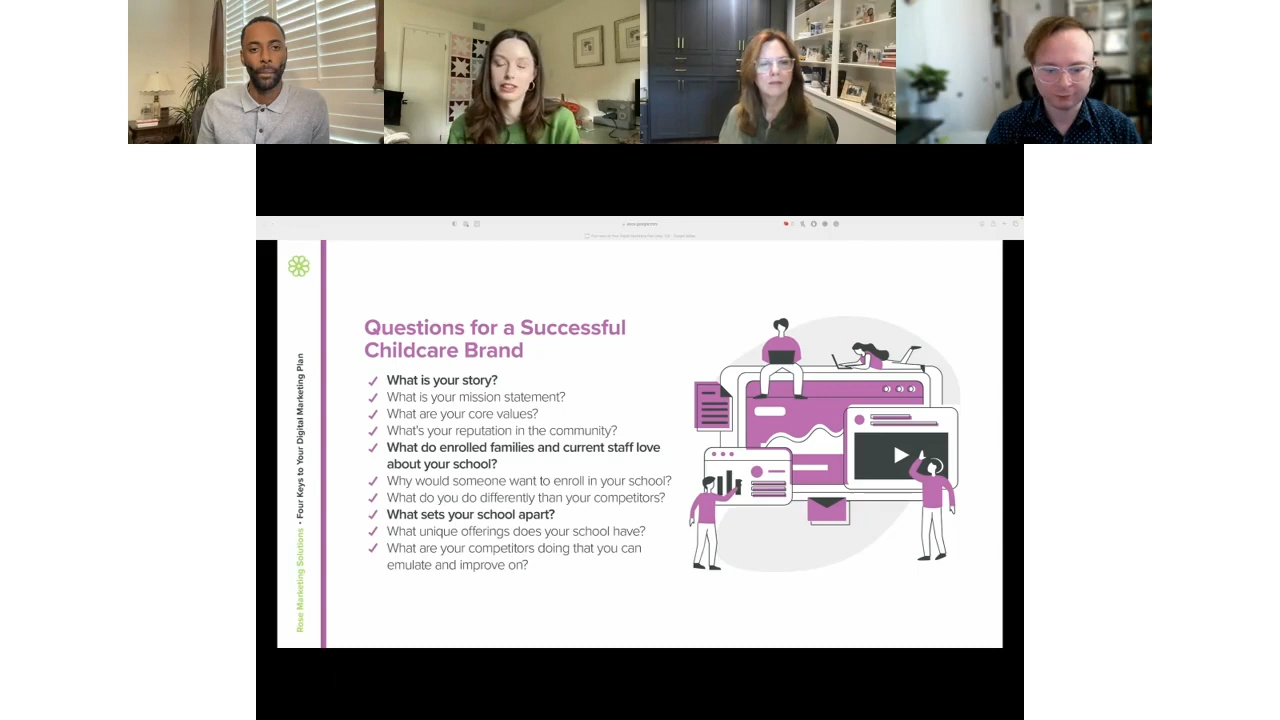 Questions for a Successful
Childcare Brand
What is your story?
What is your mission statement?
What are your core values?
What's your reputation in the community?
What do enrolled families and current staff love
about your school?
Why would someone want to enroll in your school?
What do you do differently than your competitors?
What sets your school apart?
What unique offerings does your school have?
What are your competitors doing that you can
emulate and improve on?
Rose Marketing Solutions • Four Keys to Your Digital Marketing Plan